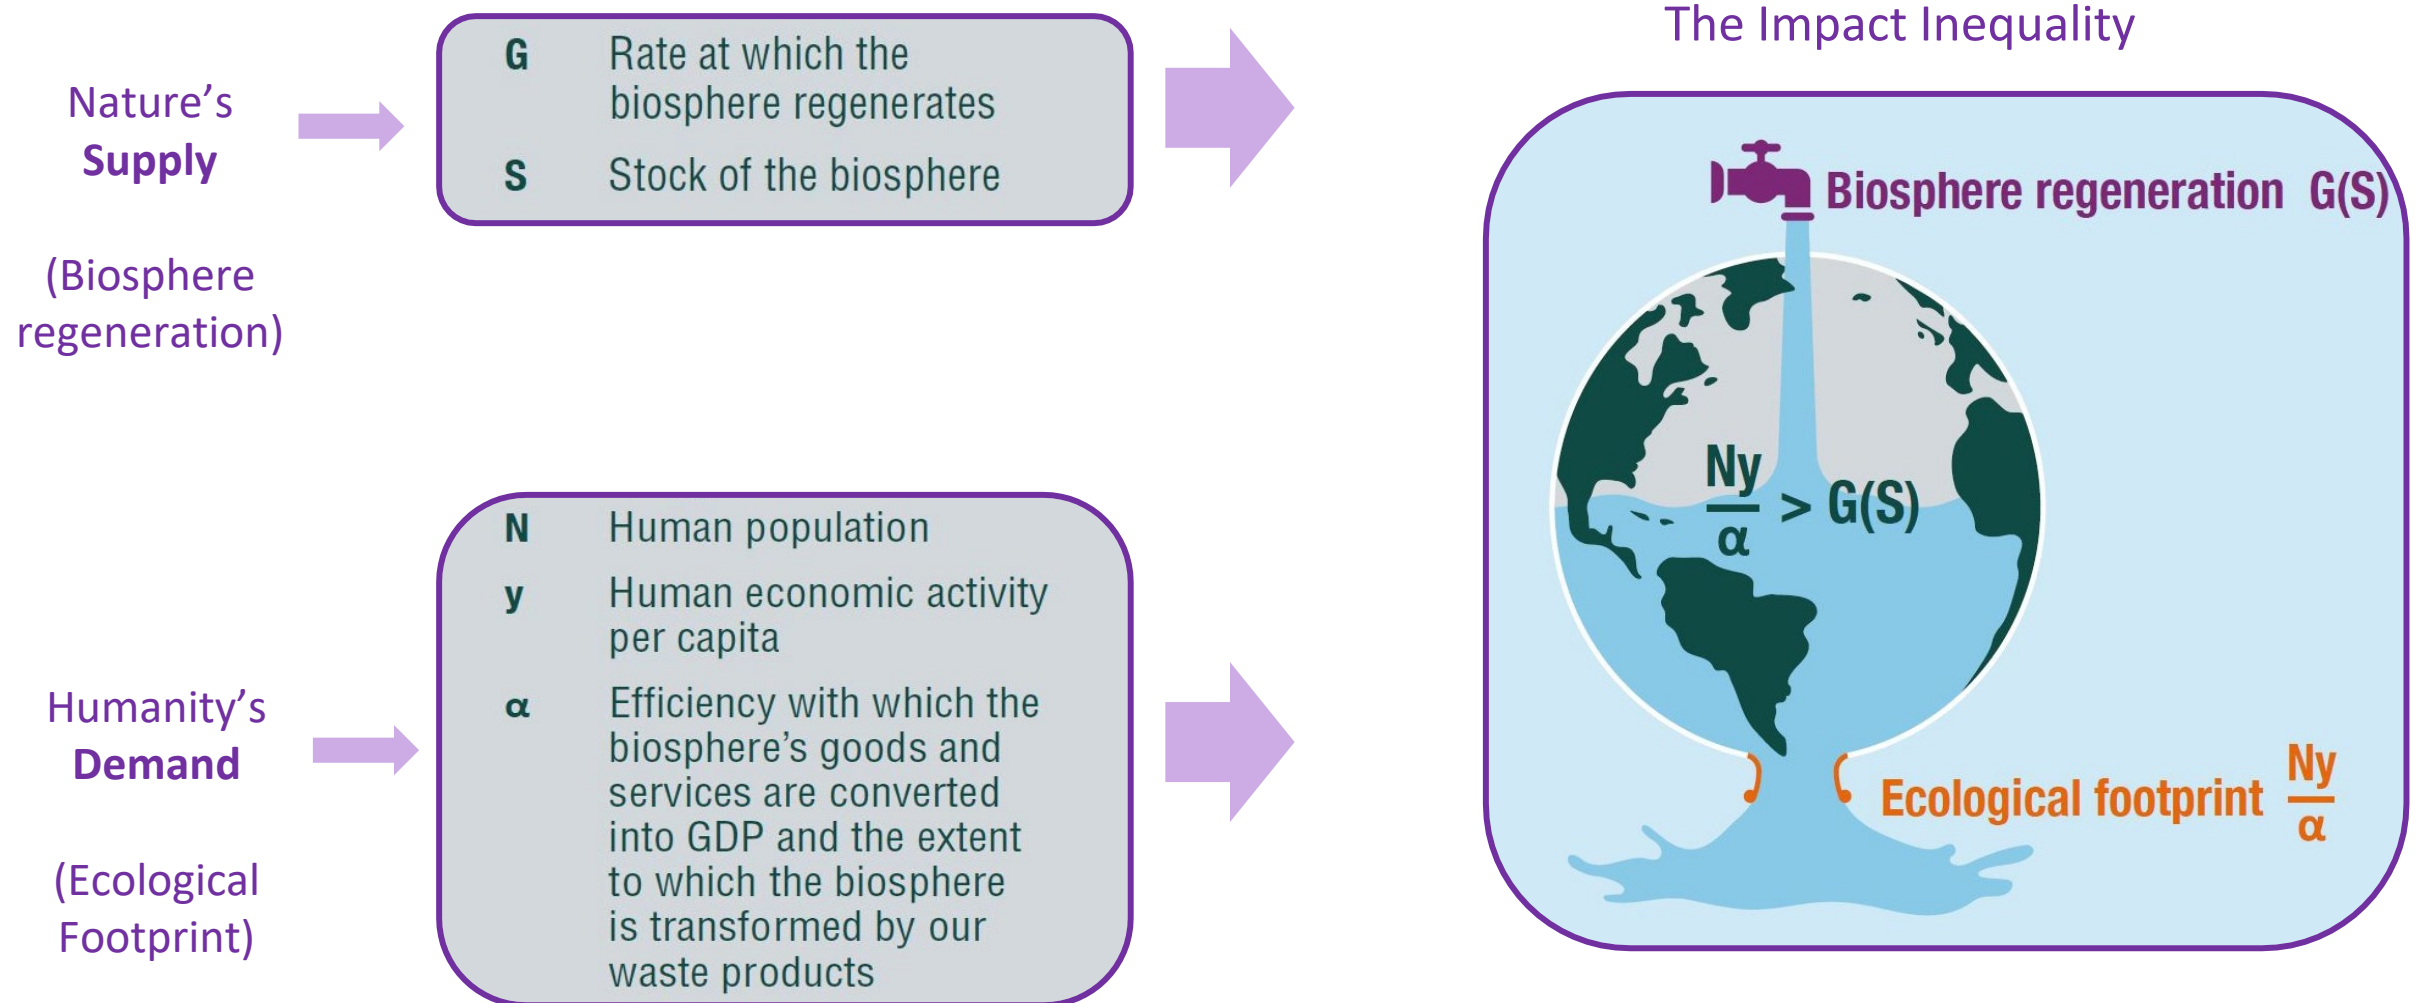 The Impact Inequality
Nature’s
Supply
(Biosphere
regeneration)
G Rate at which the
biosphere regenerates
S Stock of the biosphere
Humanity’s
Demand
(Ecological
Footprint)
N Human population
y Human economic activity
per capita
α Efficiency with which the
biosphere’s goods and
services are converted
into GDP and the extent
to which the biosphere
is transformed by our
waste products
Biosphere regeneration G(S)
Ny
α
> G(S)
Ecological footprint
Ny
α